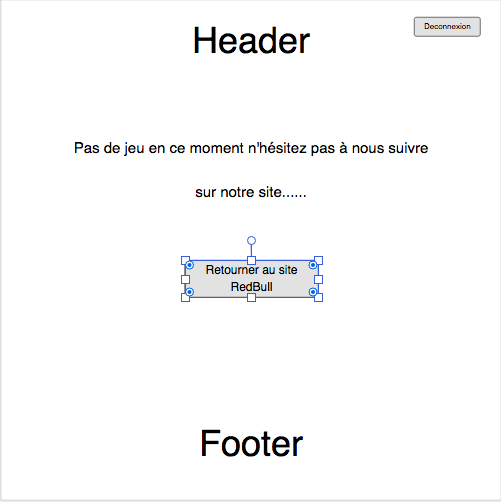 Header
Deconnexion
Pas de jeu en ce moment n'hésitez pas à nous suivre
sur notre site......
Retourner au site
RedBull
Footer